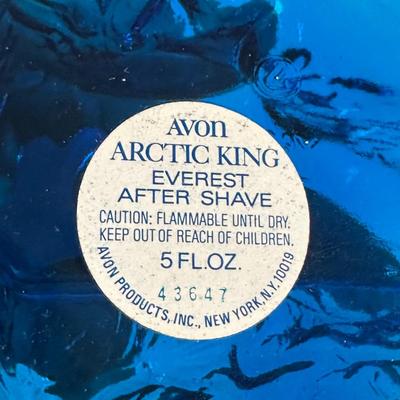 AVON
ARCTIC KING
EVEREST
AFTER SHAVE
CAUTION: FLAMMABLE UNTIL DRY.
KEEP OUT OF REACH OF CHILDREN.
5 FL.OZ.
43647
AVON PRODUCTS, INC., NEW YORK, N.Y. 10019